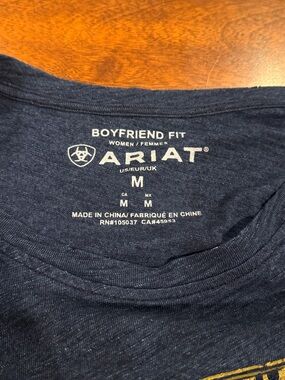 BOYFRIEND FIT
WOMEN / FEMMES
ARIAT®
US/EUR/UK
M
CA MX
M M
MADE IN CHINA/ FABRIQUÉ EN CHINE
RN#105037 CA#45953